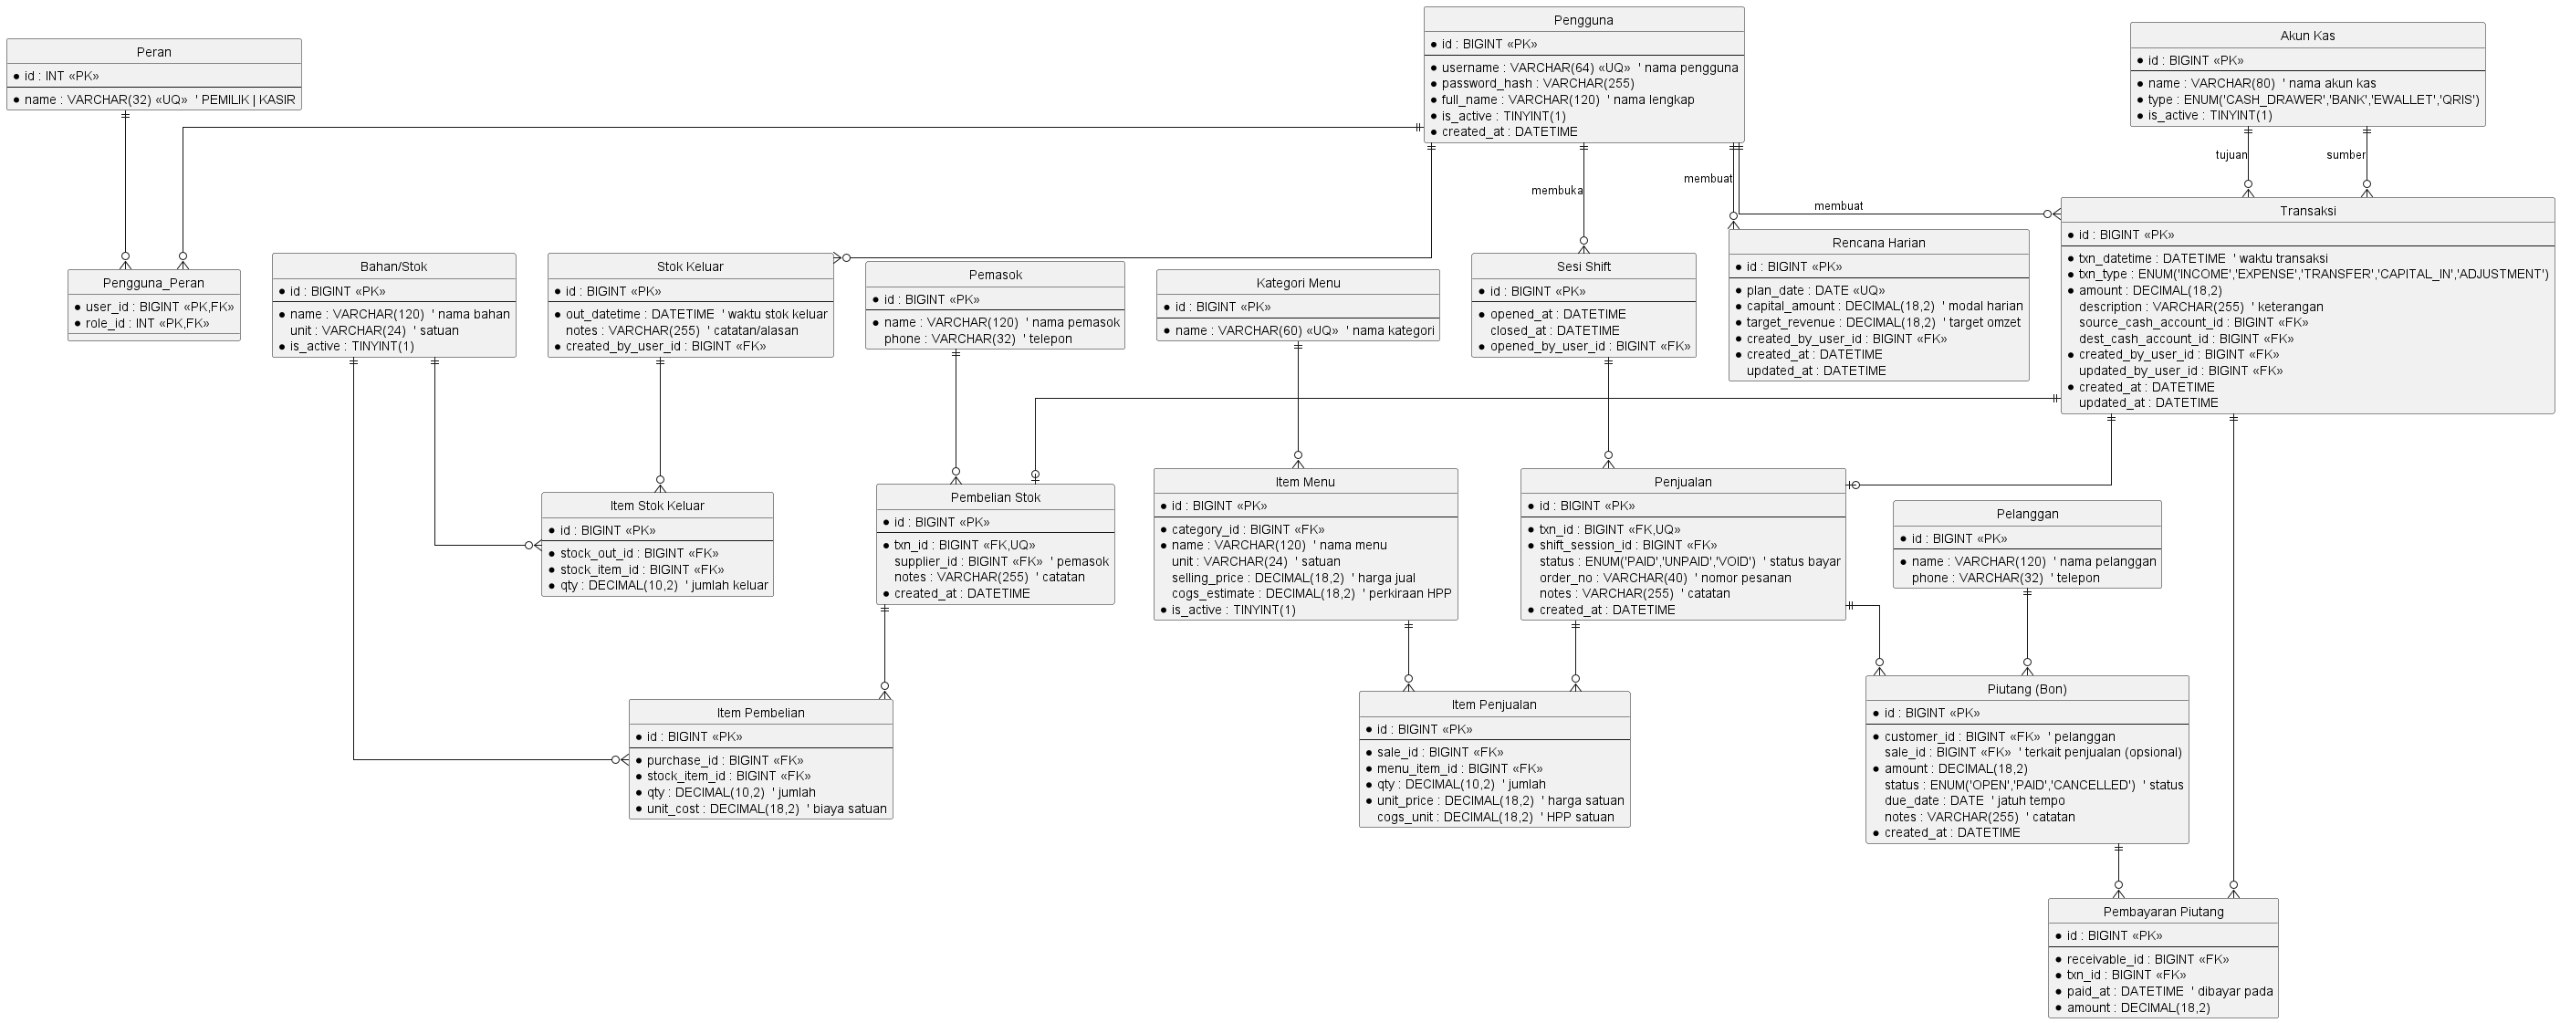 Peran
id : INT «PK»
name : VARCHAR(32) «UQ» ' PEMILIK | KASIR
Pengguna
id : BIGINT «PK»
username : VARCHAR(64) «UQ» ' nama pengguna
password_hash : VARCHAR(255)
full_name : VARCHAR(120) ' nama lengkap
is_active : TINYINT(1)
created_at : DATETIME
Akun Kas
id : BIGINT «PK»
name : VARCHAR(80) ' nama akun kas
type : ENUM('CASH_DRAWER','BANK','EWALLET','QRIS')
is_active : TINYINT(1)
tujuan
sumber
membuka
membuat
membuat
Pengguna_Peran
user_id : BIGINT «PK,FK»
role_id : INT «PK,FK»
Bahan/Stok
id : BIGINT «PK»
name : VARCHAR(120) ' nama bahan
unit : VARCHAR(24) ' satuan
is_active : TINYINT(1)
Stok Keluar
id : BIGINT «PK»
out_datetime : DATETIME ' waktu stok keluar
notes : VARCHAR(255) ' catatan/alasan
created_by_user_id : BIGINT «FK»
Pemasok
id : BIGINT «PK»
name : VARCHAR(120) ' nama pemasok
phone : VARCHAR(32) ' telepon
Kategori Menu
id : BIGINT «PK»
name : VARCHAR(60) «UQ» ' nama kategori
Sesi Shift
id : BIGINT «PK»
opened_at : DATETIME
closed_at : DATETIME
opened_by_user_id : BIGINT «FK»
Rencana Harian
id : BIGINT «PK»
plan_date : DATE «UQ»
capital_amount : DECIMAL(18,2) ' modal harian
target_revenue : DECIMAL(18,2) ' target omzet
created_by_user_id : BIGINT «FK»
created_at : DATETIME
updated_at : DATETIME
Transaksi
id : BIGINT «PK»
txn_datetime : DATETIME ' waktu transaksi
txn_type : ENUM('INCOME','EXPENSE','TRANSFER','CAPITAL_IN','ADJUSTMENT')
amount : DECIMAL(18,2)
description : VARCHAR(255) ' keterangan
source_cash_account_id : BIGINT «FK»
dest_cash_account_id : BIGINT «FK»
created_by_user_id : BIGINT «FK»
updated_by_user_id : BIGINT «FK»
created_at : DATETIME
updated_at : DATETIME
Item Stok Keluar
id : BIGINT «PK»
stock_out_id : BIGINT «FK»
stock_item_id : BIGINT «FK»
qty : DECIMAL(10,2) ' jumlah keluar
Pembelian Stok
id : BIGINT «PK»
txn_id : BIGINT «FK,UQ»
supplier_id : BIGINT «FK» ' pemasok
notes : VARCHAR(255) ' catatan
created_at : DATETIME
Item Menu
id : BIGINT «PK»
category_id : BIGINT «FK»
name : VARCHAR(120) ' nama menu
unit : VARCHAR(24) ' satuan
selling_price : DECIMAL(18,2) ' harga jual
cogs_estimate : DECIMAL(18,2) ' perkiraan HPP
is_active : TINYINT(1)
Penjualan
id : BIGINT «PK»
txn_id : BIGINT «FK,UQ»
shift_session_id : BIGINT «FK»
status : ENUM('PAID','UNPAID','VOID') ' status bayar
order_no : VARCHAR(40) ' nomor pesanan
notes : VARCHAR(255) ' catatan
created_at : DATETIME
Pelanggan
id : BIGINT «PK»
name : VARCHAR(120) ' nama pelanggan
phone : VARCHAR(32) ' telepon
Item Pembelian
id : BIGINT «PK»
purchase_id : BIGINT «FK»
stock_item_id : BIGINT «FK»
qty : DECIMAL(10,2) ' jumlah
unit_cost : DECIMAL(18,2) ' biaya satuan
Item Penjualan
id : BIGINT «PK»
sale_id : BIGINT «FK»
menu_item_id : BIGINT «FK»
qty : DECIMAL(10,2) ' jumlah
unit_price : DECIMAL(18,2) ' harga satuan
cogs_unit : DECIMAL(18,2) ' HPP satuan
Piutang (Bon)
id : BIGINT «PK»
customer_id : BIGINT «FK» ' pelanggan
sale_id : BIGINT «FK» ' terkait penjualan (opsional)
amount : DECIMAL(18,2)
status : ENUM('OPEN','PAID','CANCELLED') ' status
due_date : DATE ' jatuh tempo
notes : VARCHAR(255) ' catatan
created_at : DATETIME
Pembayaran Piutang
id : BIGINT «PK»
receivable_id : BIGINT «FK»
txn_id : BIGINT «FK»
paid_at : DATETIME ' dibayar pada
amount : DECIMAL(18,2)